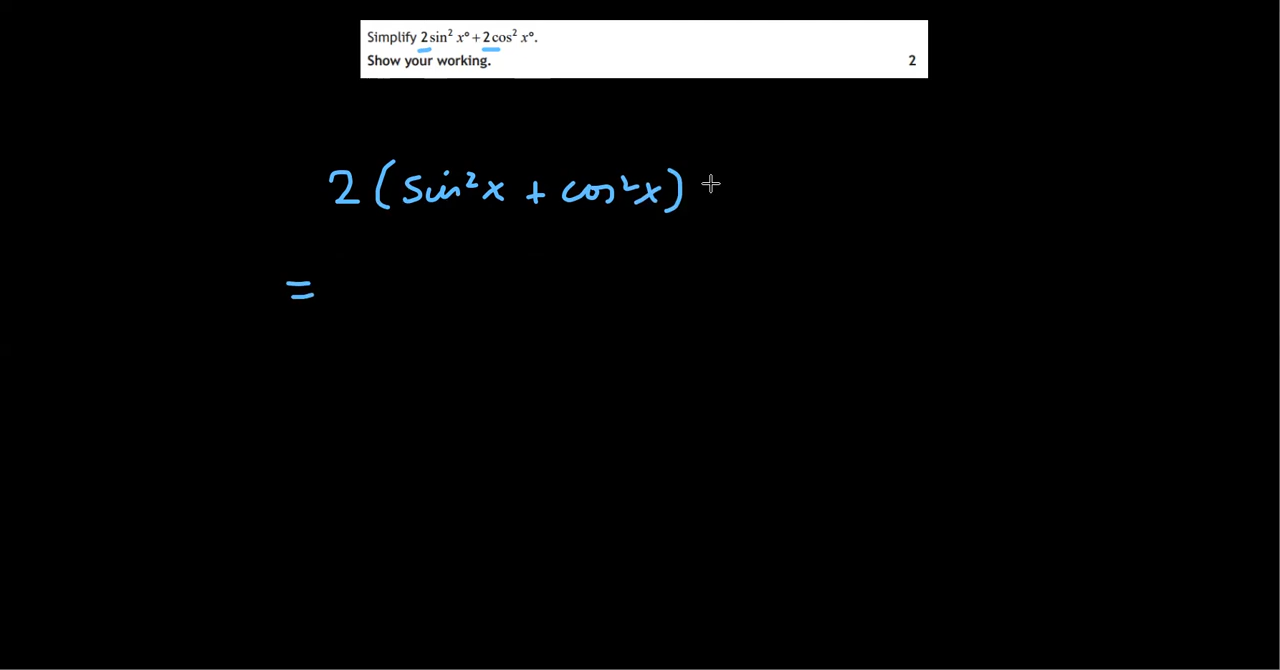 Simplify 2sin² x° + 2cos² x°.
Show your working. 2
2 (sin²x + cos²x)
=